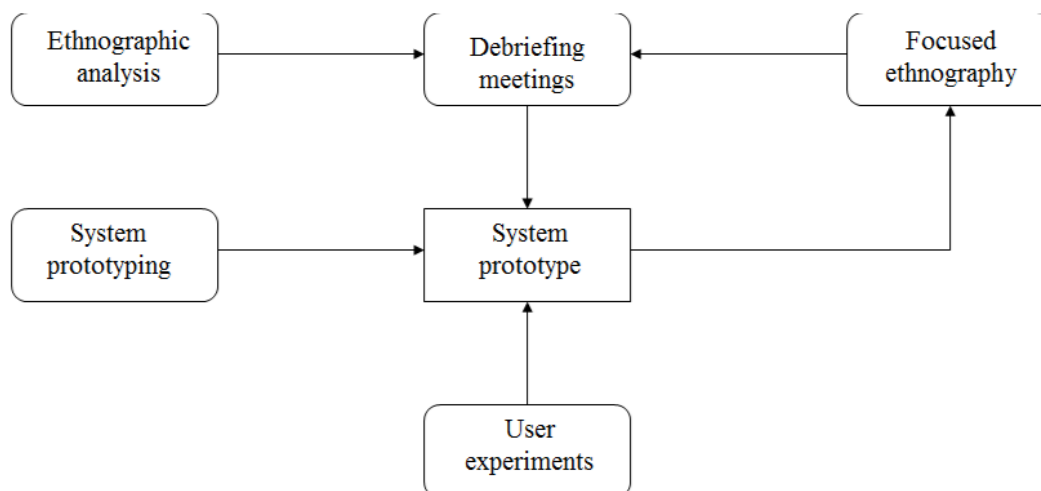 Ethnographic
analysis
Debriefing
meetings
Focused
ethnography
System
prototyping
System
prototype
User
experiments